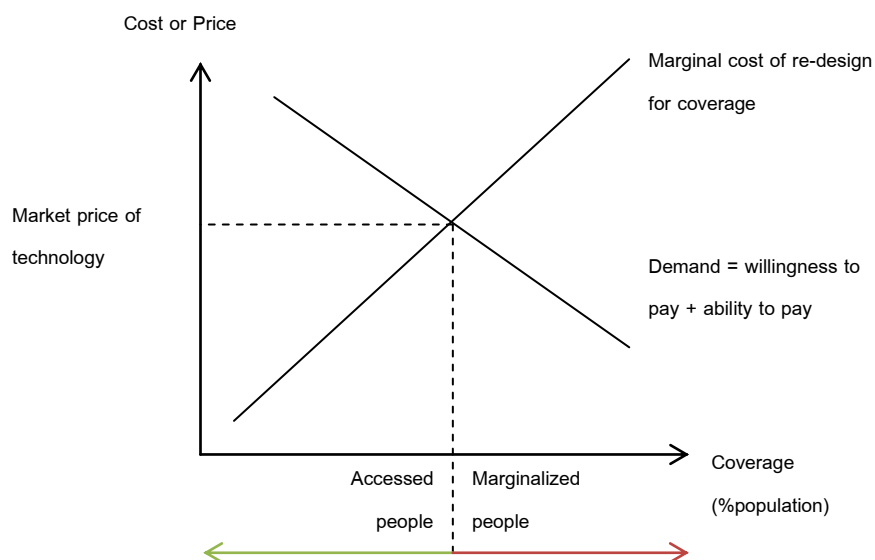 Cost or Price
Marginal cost of re-design
for coverage
Market price of
technology
Demand = willingness to
pay + ability to pay
Accessed
people
Marginalized
people
Coverage
(%population)